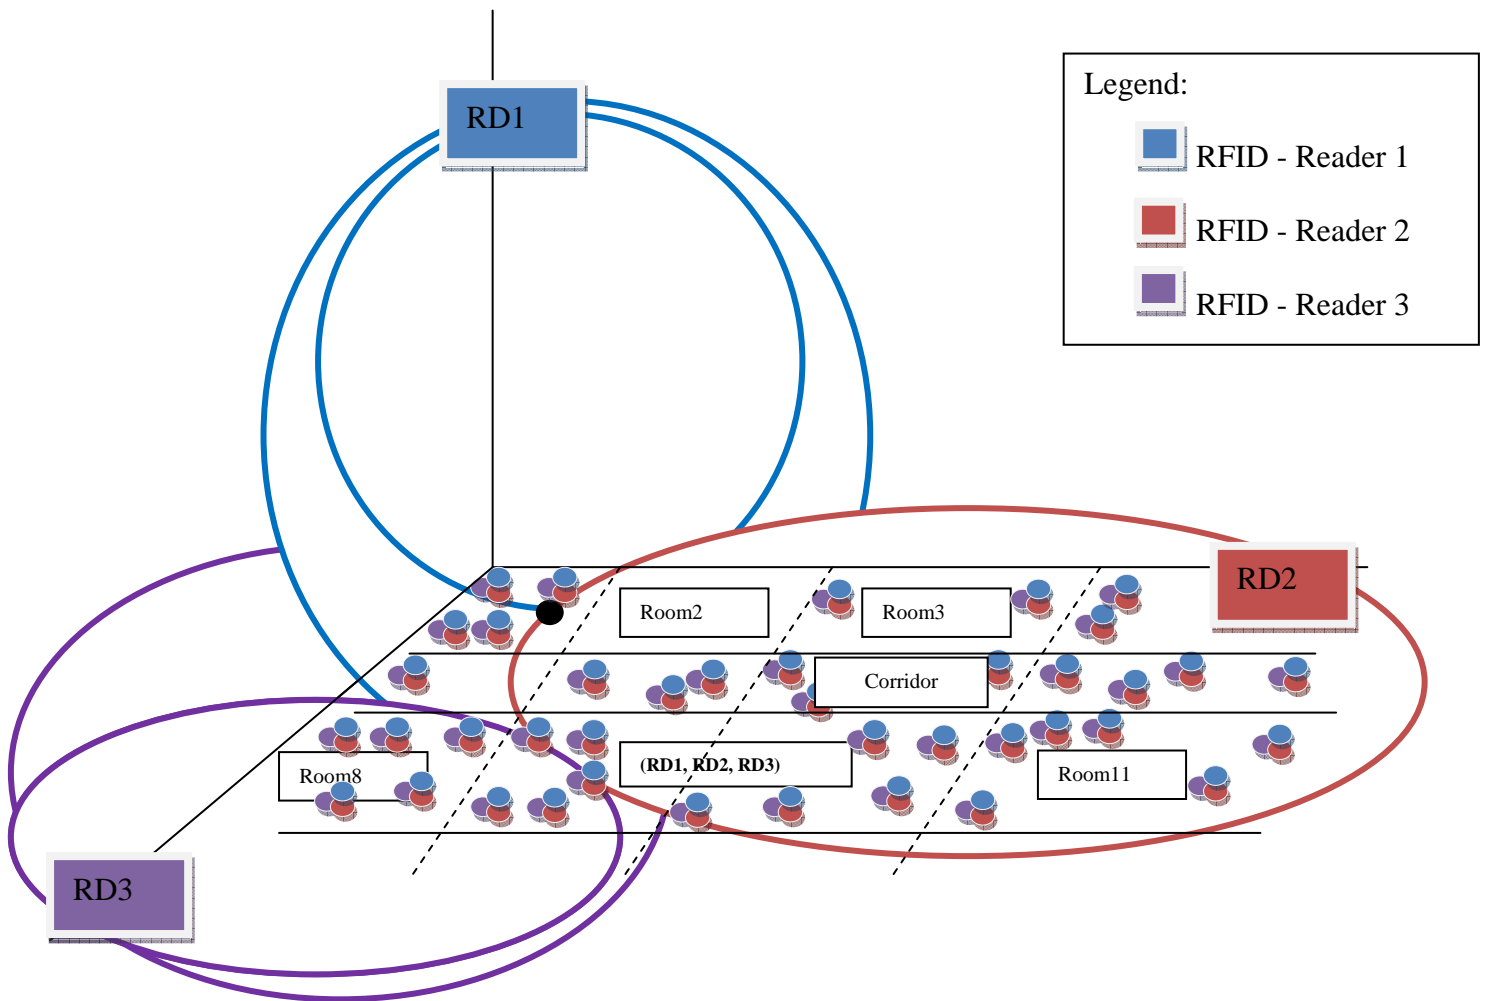 RD1
Legend:
RFID - Reader 1
RFID - Reader 2
RFID - Reader 3
RD2
Room2
Room3
Corridor
Room8
(RD1, RD2, RD3)
Room11
RD3